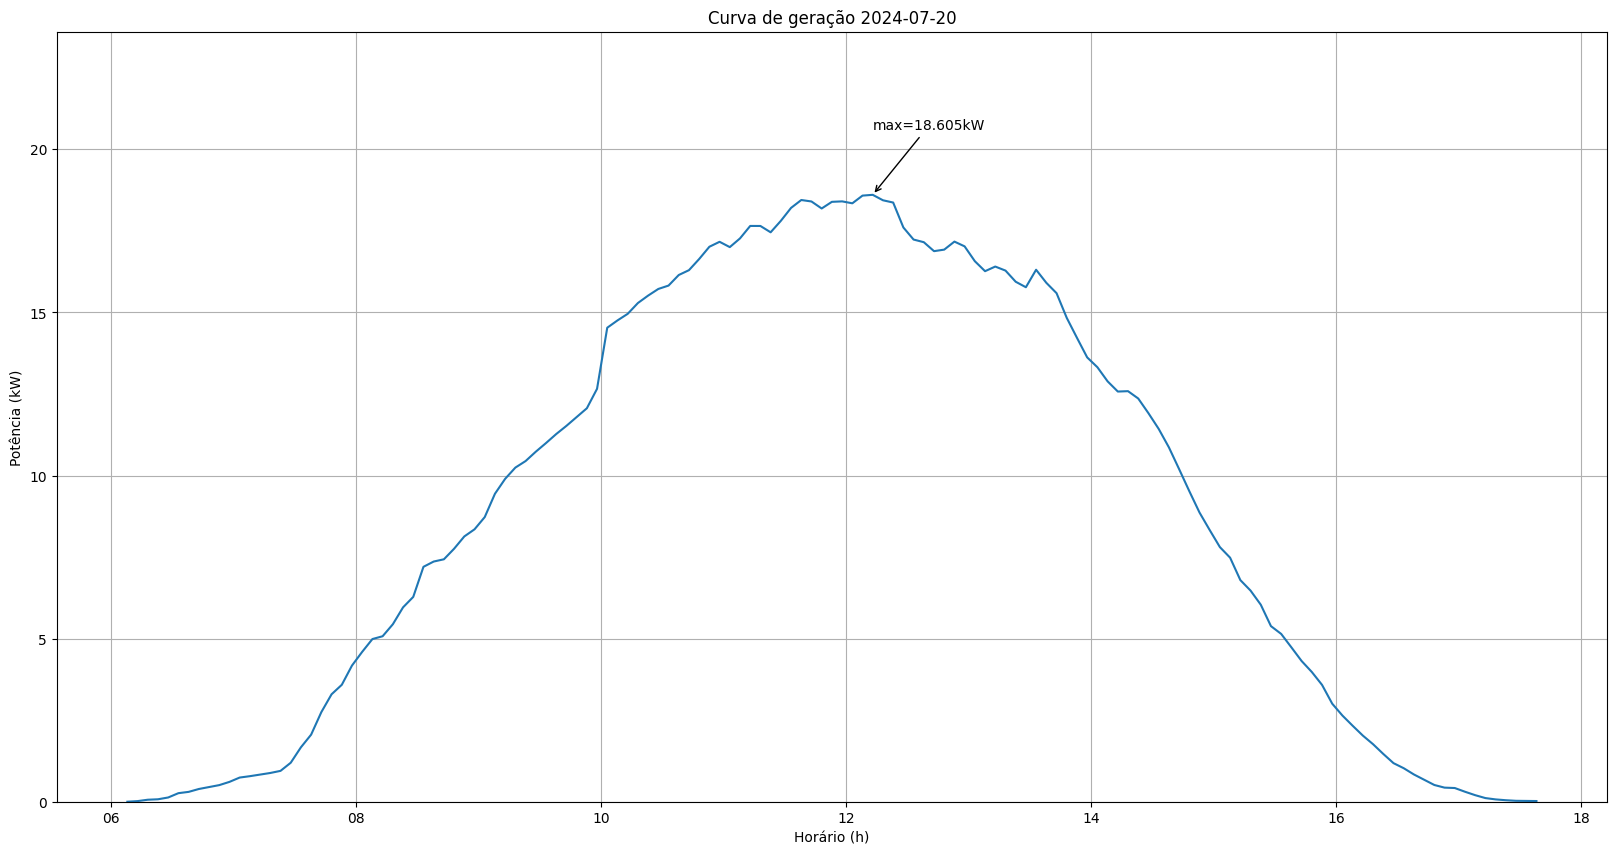 Curva de geração 2024-07-20
max=18.605kW
20
15
10
5
0
Potência (kW)
06 08 10 12 14 16 18
Horário (h)